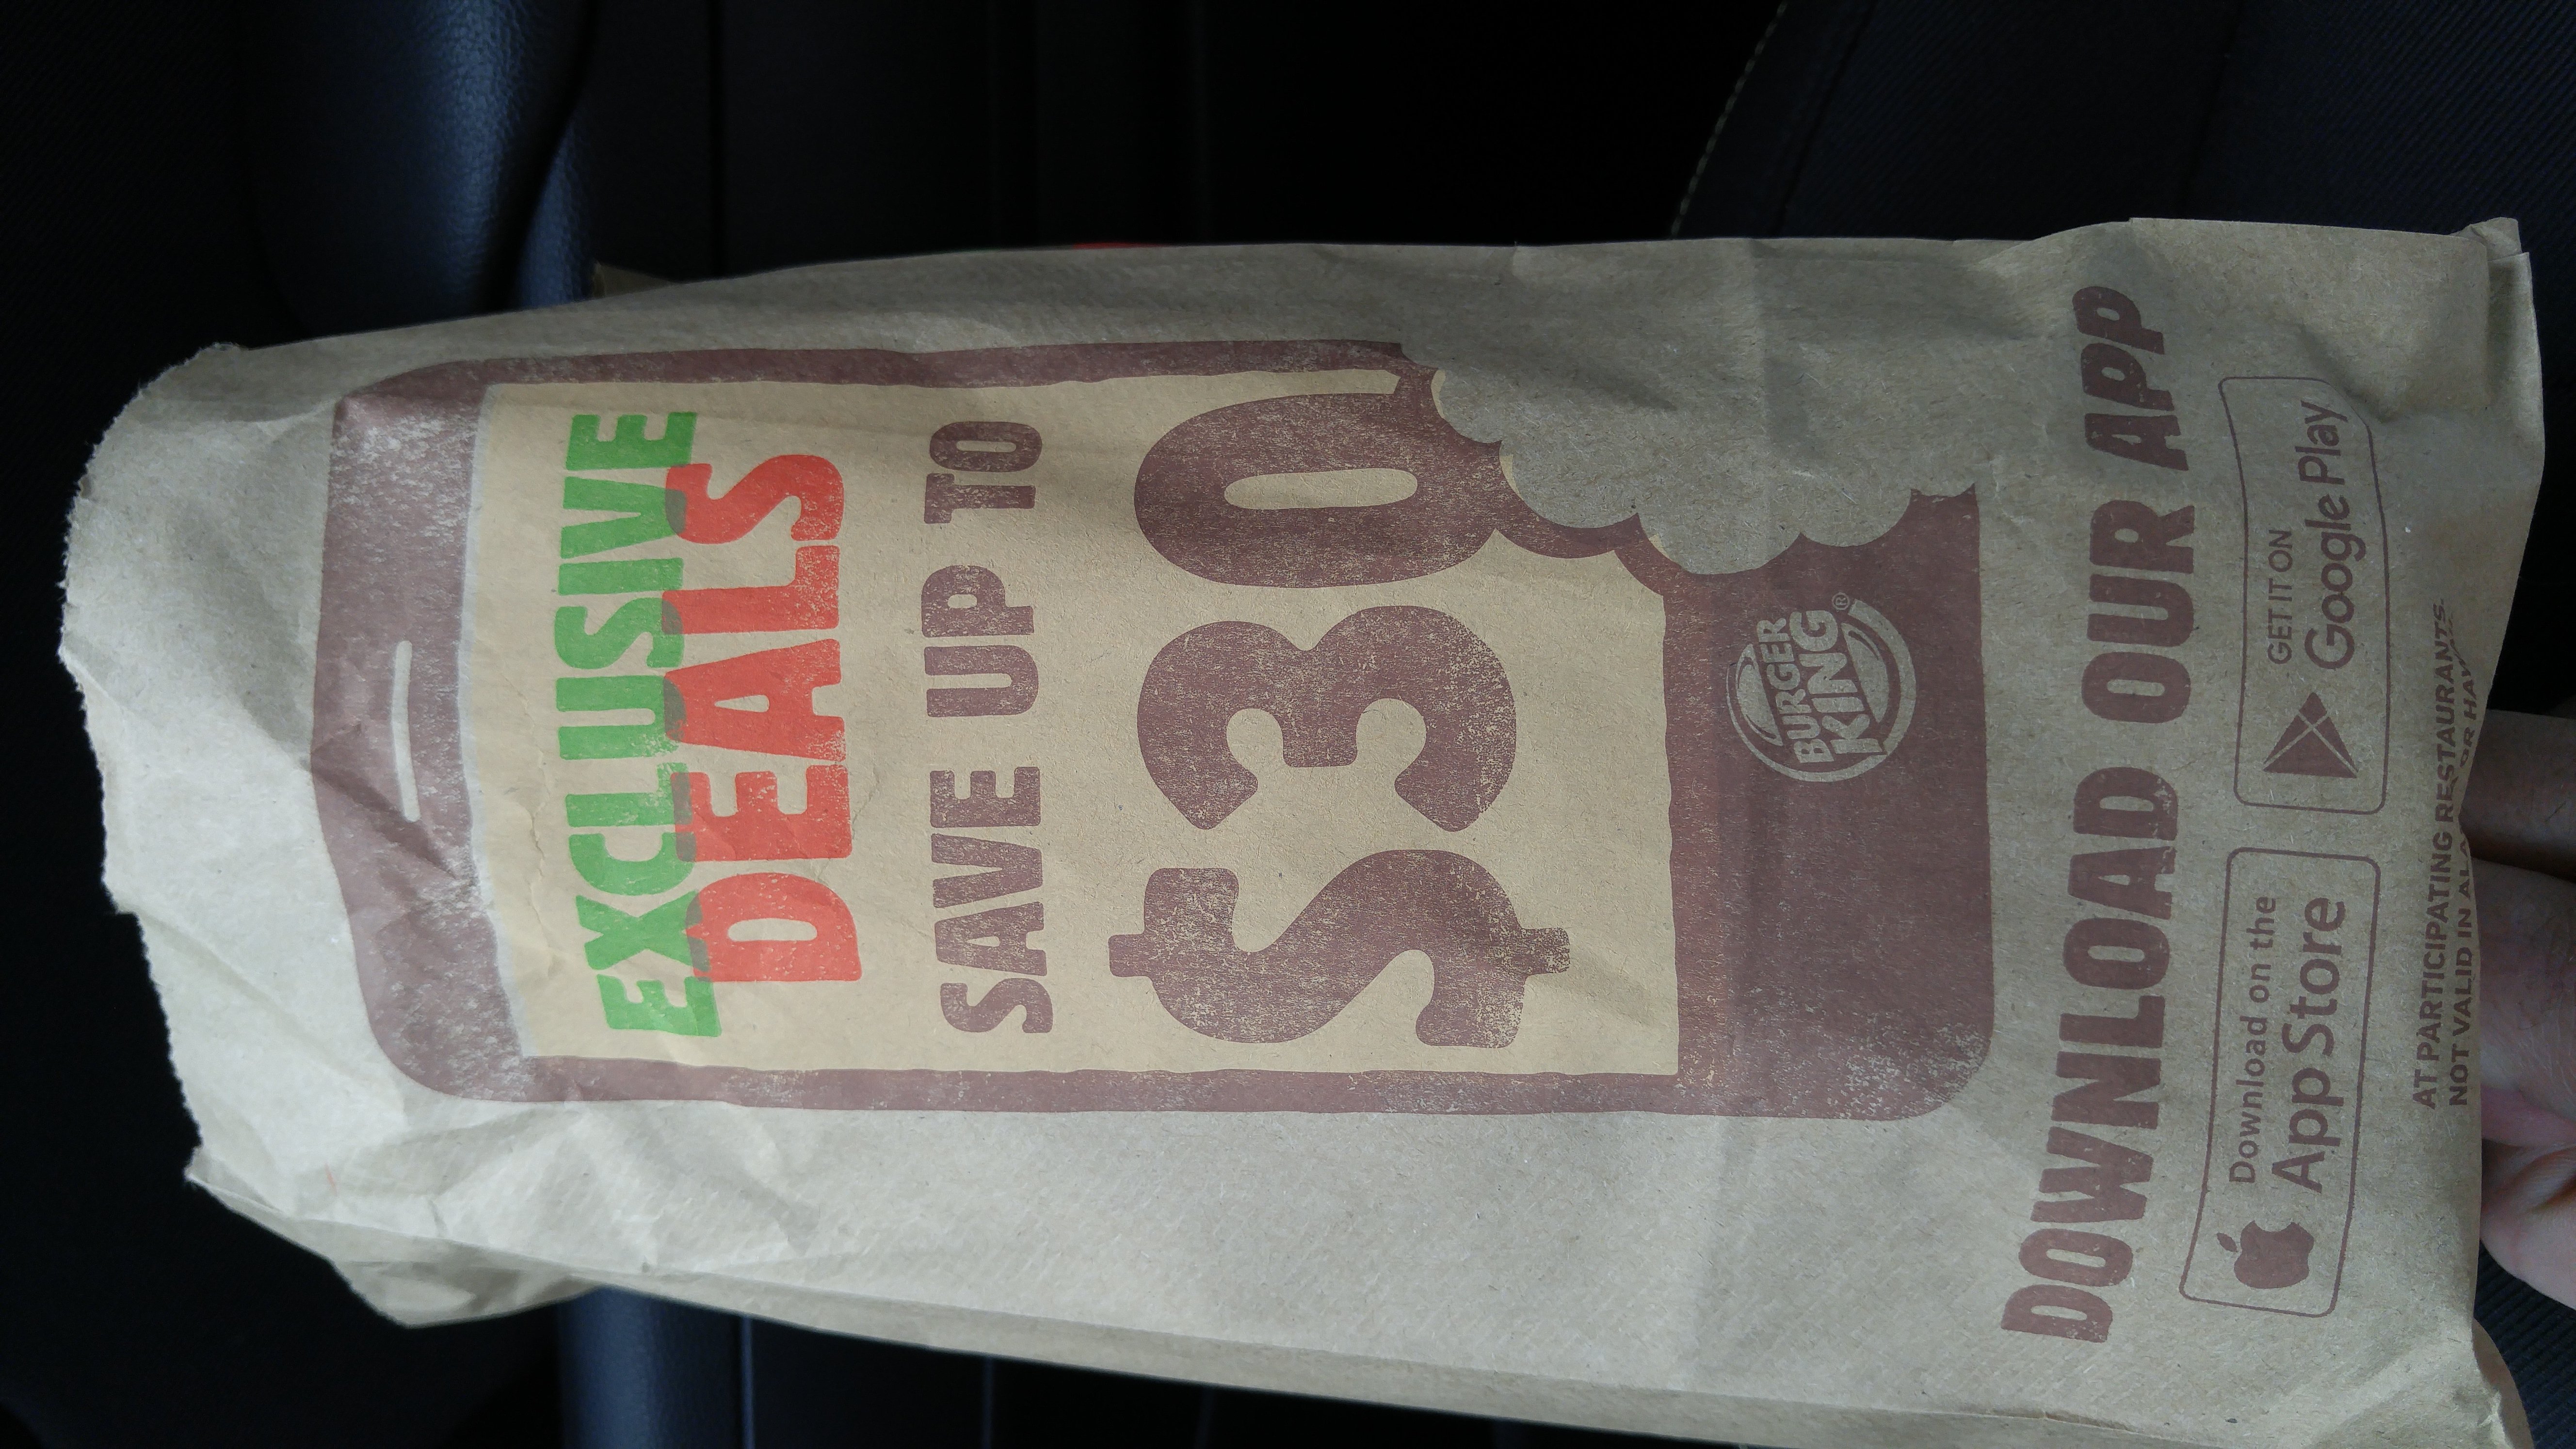 EXCLUSIVE
DEALS
SAVE UP TO
$30
BURGER
KING®
DOWNLOAD OUR APP
Download on the
App Store
GET IT ON
Google Play
AT PARTICIPATING RESTAURANTS.
NOT VALID IN OR